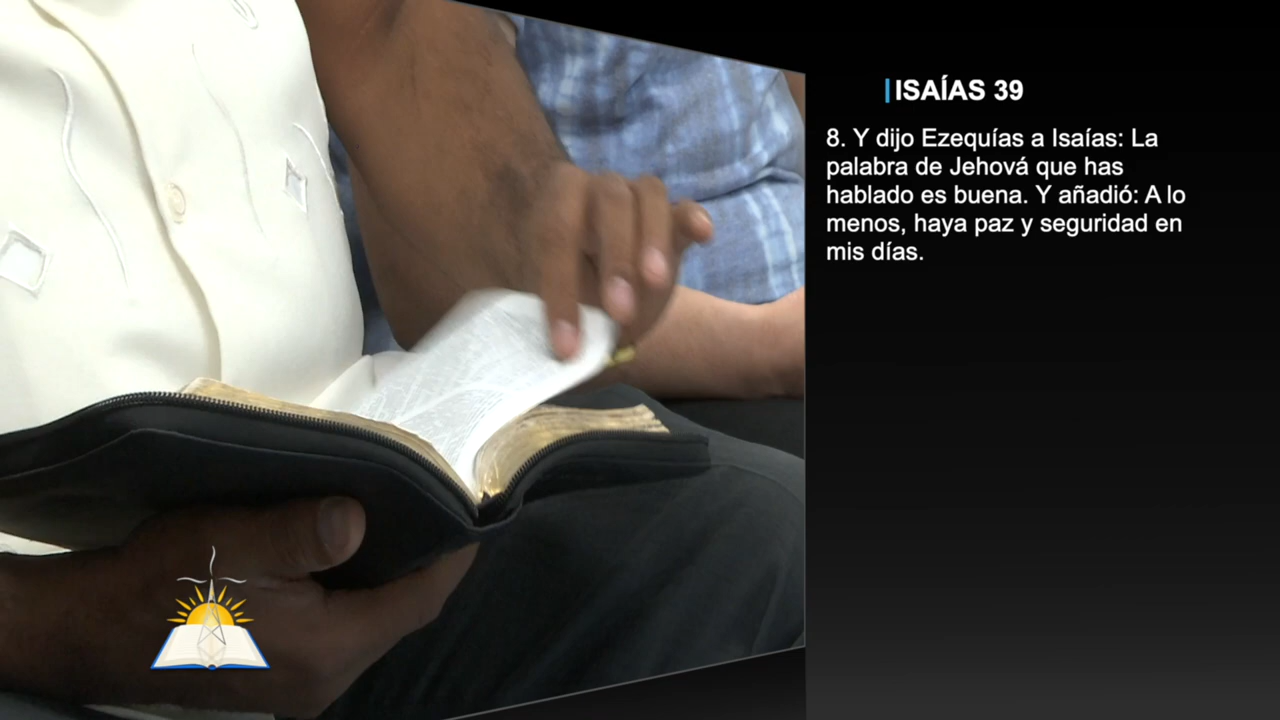 ISAÍAS 39
8. Y dijo Ezequías a Isaías: La
palabra de Jehová que has
hablado es buena. Y añadió: A lo
menos, haya paz y seguridad en
mis días.